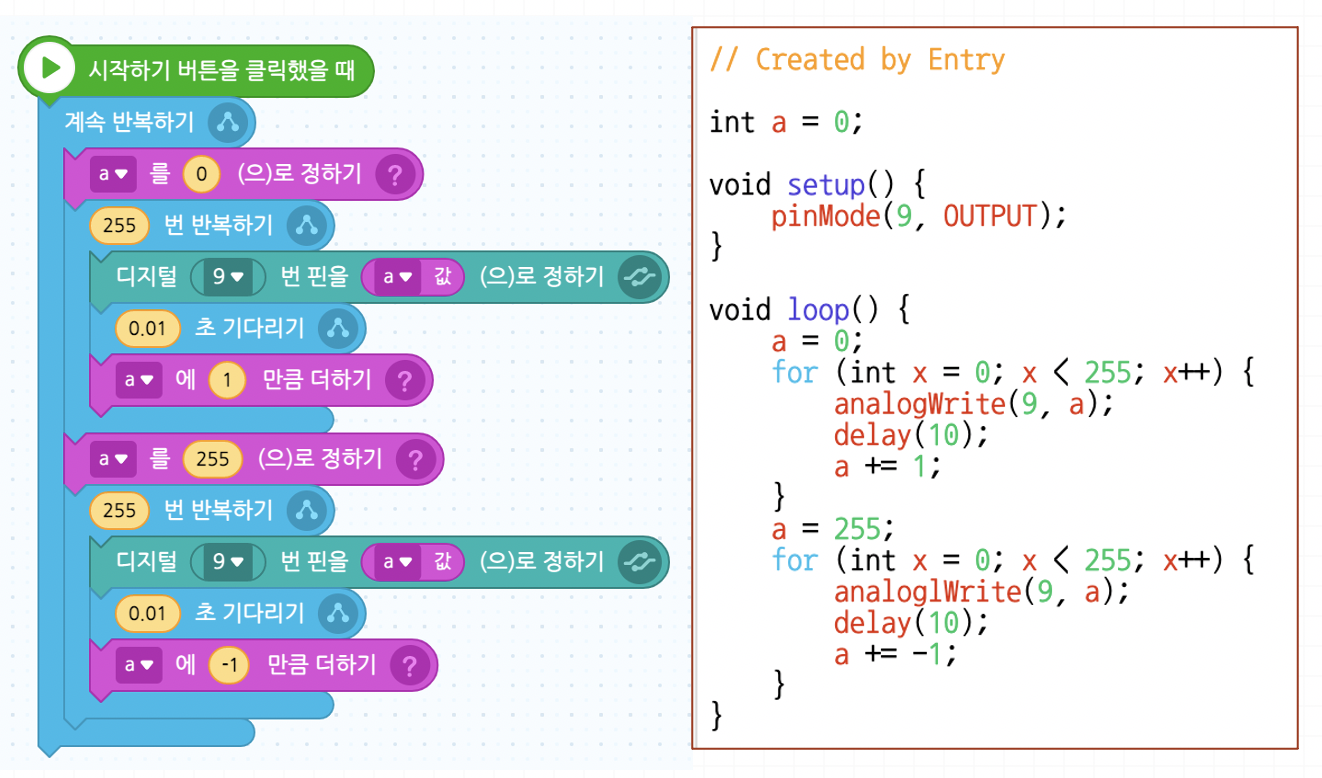 시작하기 버튼을 클릭했을 때
계속 반복하기
a 를 0 (으)로 정하기 ?
255 번 반복하기
디지털 9 번 핀을 a 값 (으)로 정하기
0.01 초 기다리기
a 에 1 만큼 더하기 ?
a 를 255 (으)로 정하기 ?
255 번 반복하기
디지털 9 번 핀을 a 값 (으)로 정하기
0.01 초 기다리기
a 에 -1 만큼 더하기 ?
// Created by Entry
int a = 0;
void setup() {
pinMode(9, OUTPUT);
}
void loop() {
a = 0;
for (int x = 0; x < 255; x++) {
analogWrite(9, a);
delay(10);
a += 1;
}
a = 255;
for (int x = 0; x < 255; x++) {
analoglWrite(9, a);
delay(10);
a += -1;
}
}